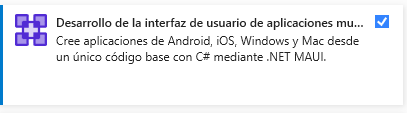 Desarrollo de la interfaz de usuario de aplicaciones mu...
Cree aplicaciones de Android, iOS, Windows y Mac desde
un único código base con C# mediante .NET MAUI.